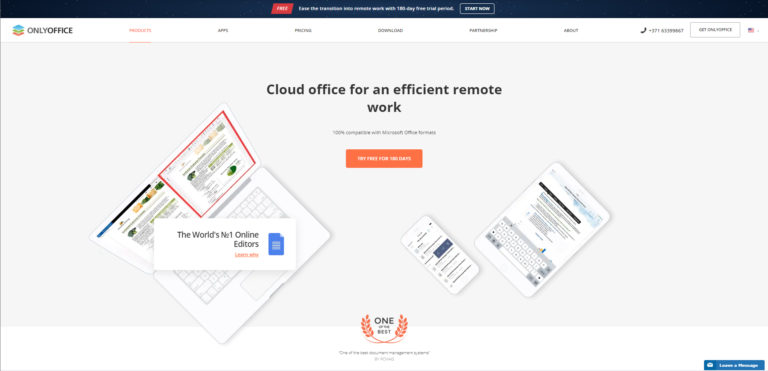 FREE Ease the transition into remote work with 180-day free trial period. START NOW
ONLYOFFICE PRODUCTS APPS PRICING DOWNLOAD PARTNERSHIP ABOUT +371 63399867 GET ONLYOFFICE
Cloud office for an efficient remote
work
100% compatible with Microsoft Office formats
TRY FREE FOR 180 DAYS
The World's №1 Online
Editors
Learn why
ONE
OF THE
BEST
"One of the best document management systems"
Leave a Message